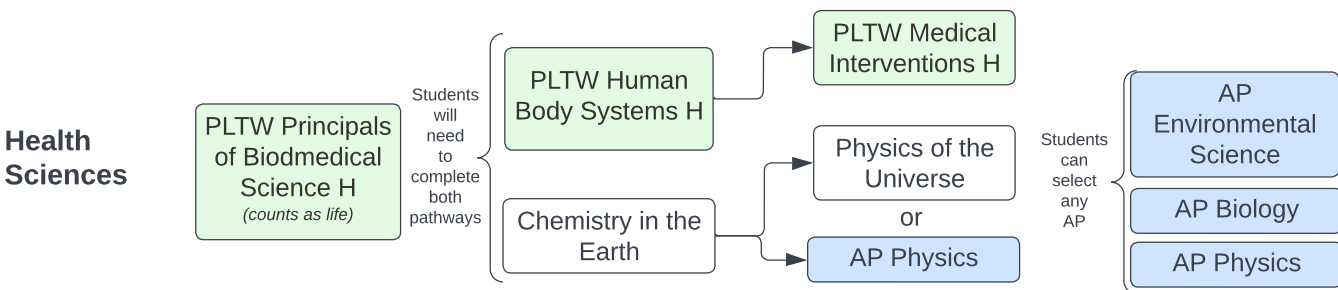 Health
Sciences
PLTW Principals
of Biodmedical
Science H
(counts as life)
Students
will
need
to
complete
both
pathways
PLTW Human
Body Systems H
Chemistry in the
Earth
PLTW Medical
Interventions H
Physics of the
Universe
or
AP Physics
Students
can
select
any
AP
AP
Environmental
Science
AP Biology
AP Physics